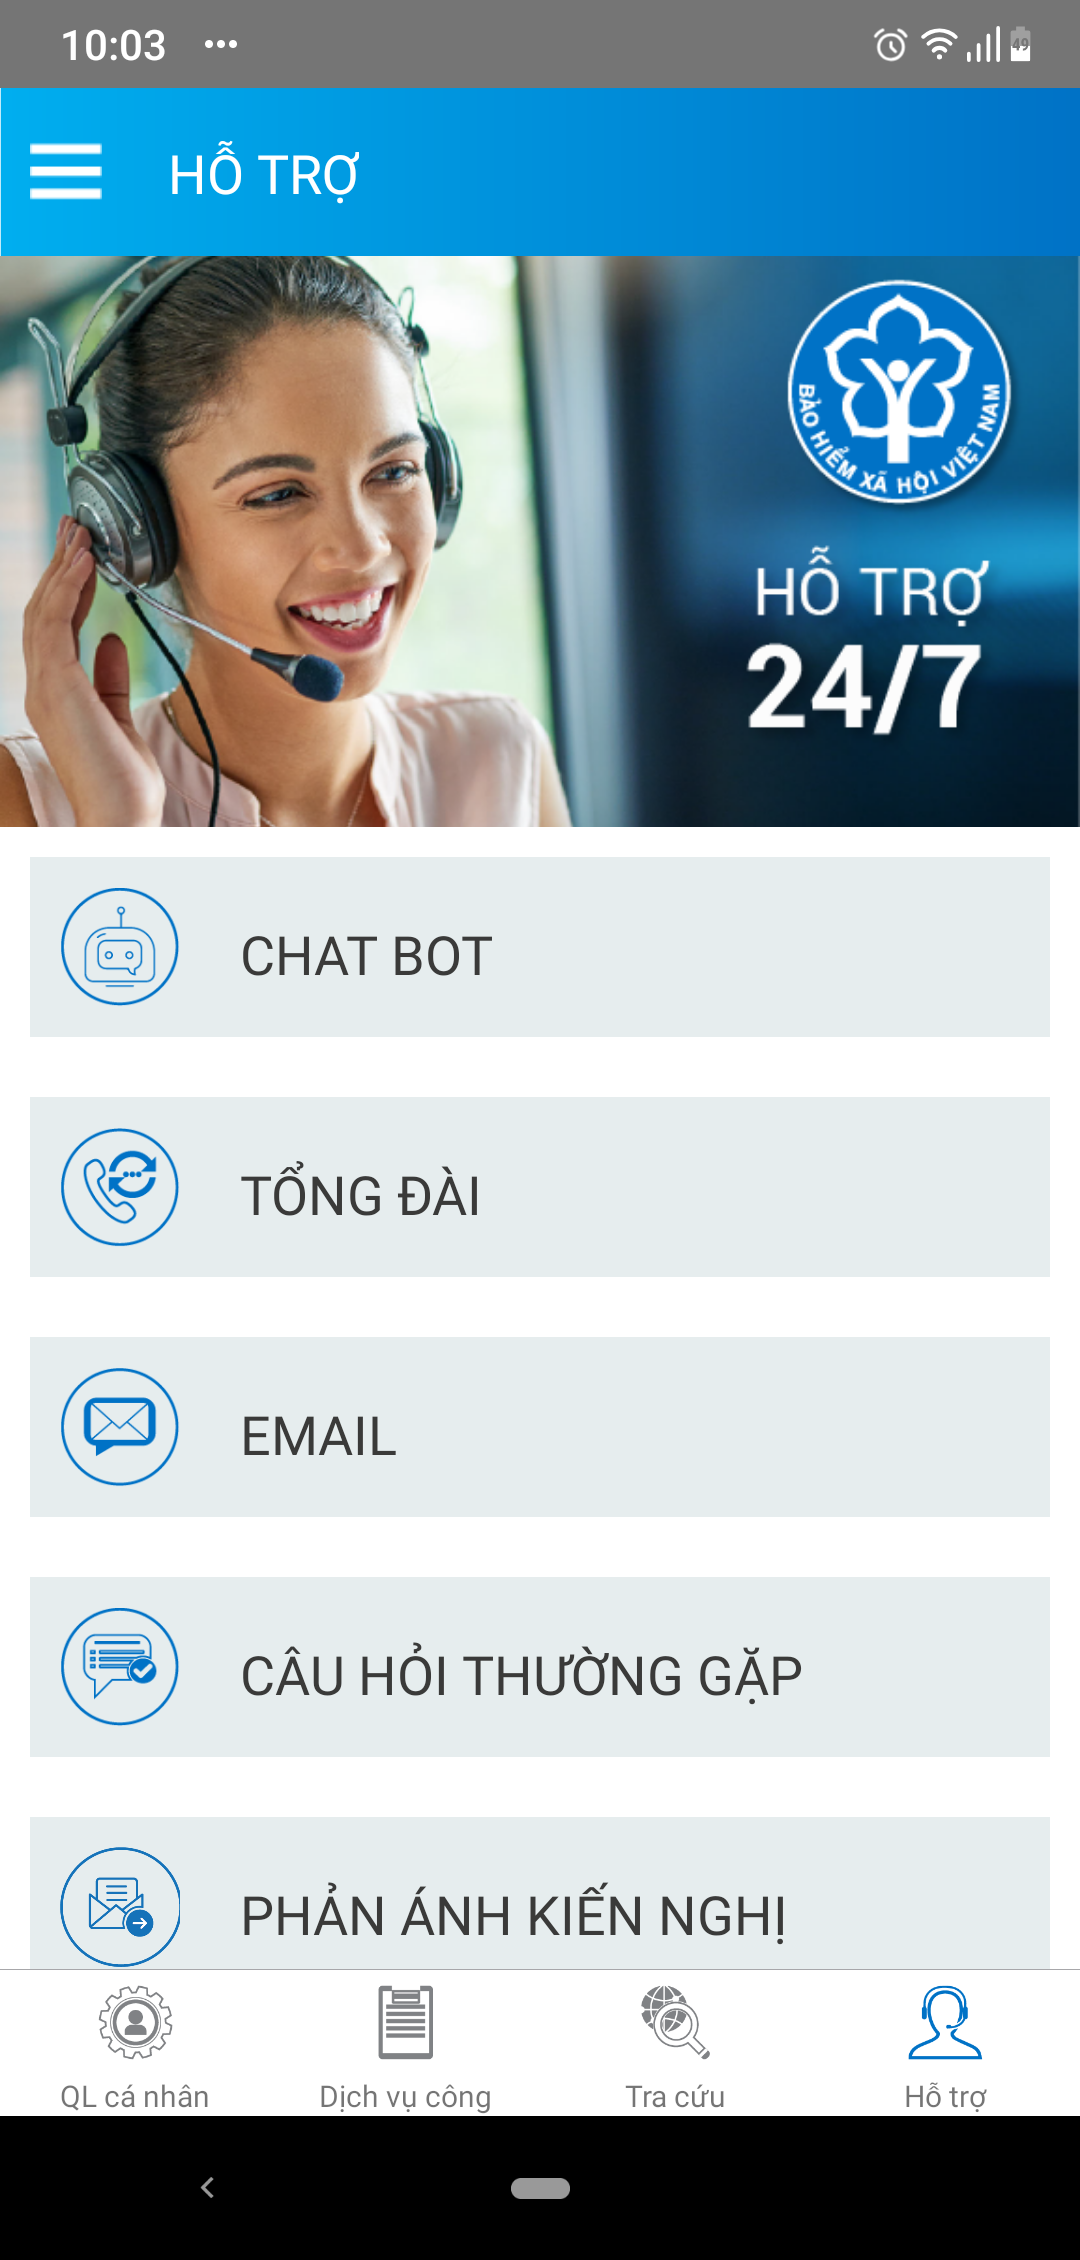 10:03
49
HỖ TRỢ
BẢO HIỂM XÃ HỘI VIỆT NAM
HỖ TRỢ
24/7
CHAT BOT
TỔNG ĐÀI
EMAIL
CÂU HỎI THƯỜNG GẶP
PHẢN ÁNH KIẾN NGHỊ
QL cá nhân
Dịch vụ công
Tra cứu
Hỗ trợ